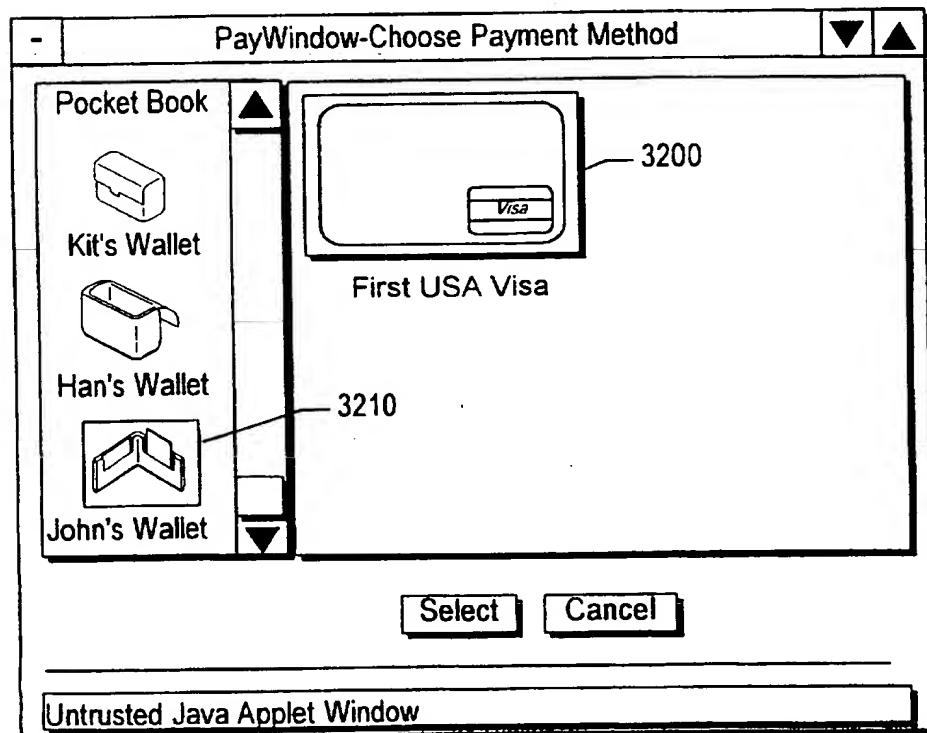 PayWindow-Choose Payment Method
Pocket Book
Kit's Wallet
Han's Wallet
John's Wallet
3210
Visa
3200
First USA Visa
Select Cancel
Untrusted Java Applet Window